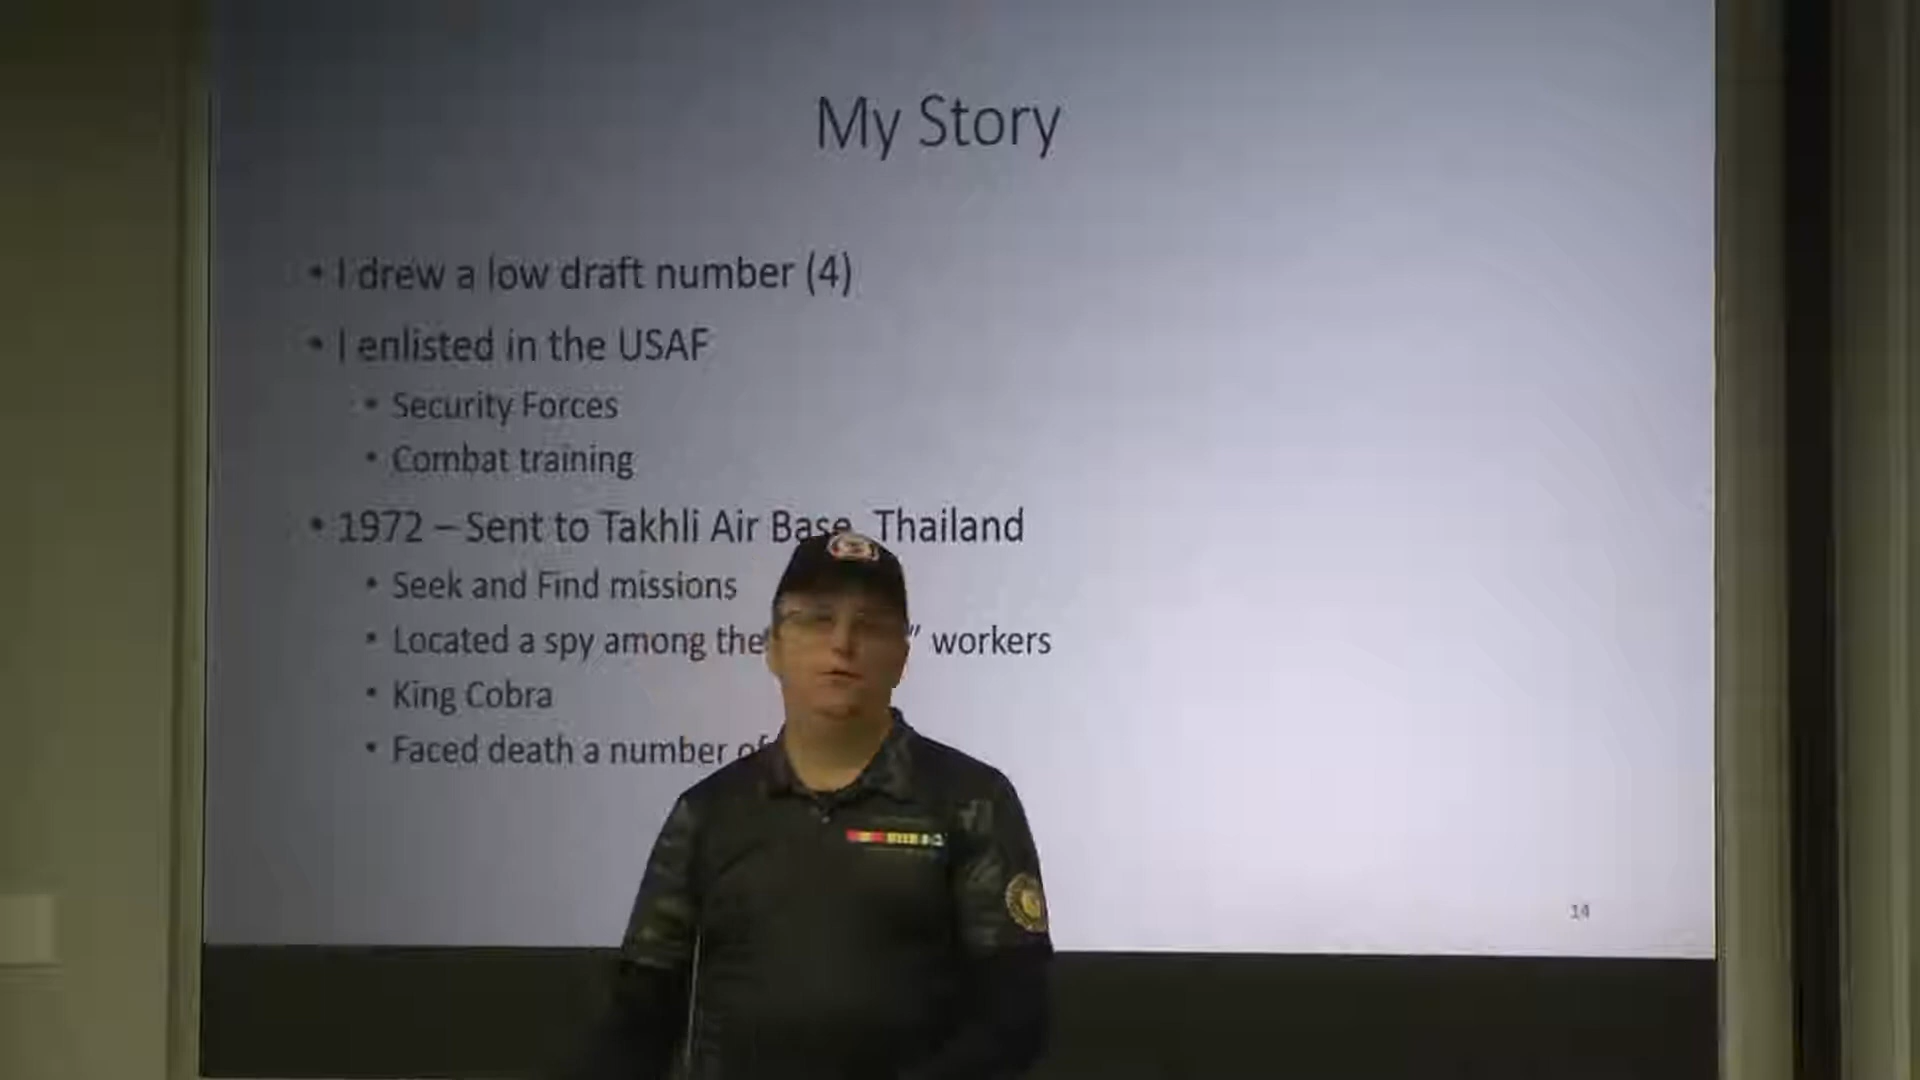 My Story
• I drew a low draft number (4)
• I enlisted in the USAF
• Security Forces
• Combat training
• 1972 – Sent to Takhli Air Base, Thailand
• Seek and Find missions
• Located a spy among the ” workers
• King Cobra
• Faced death a number of
14